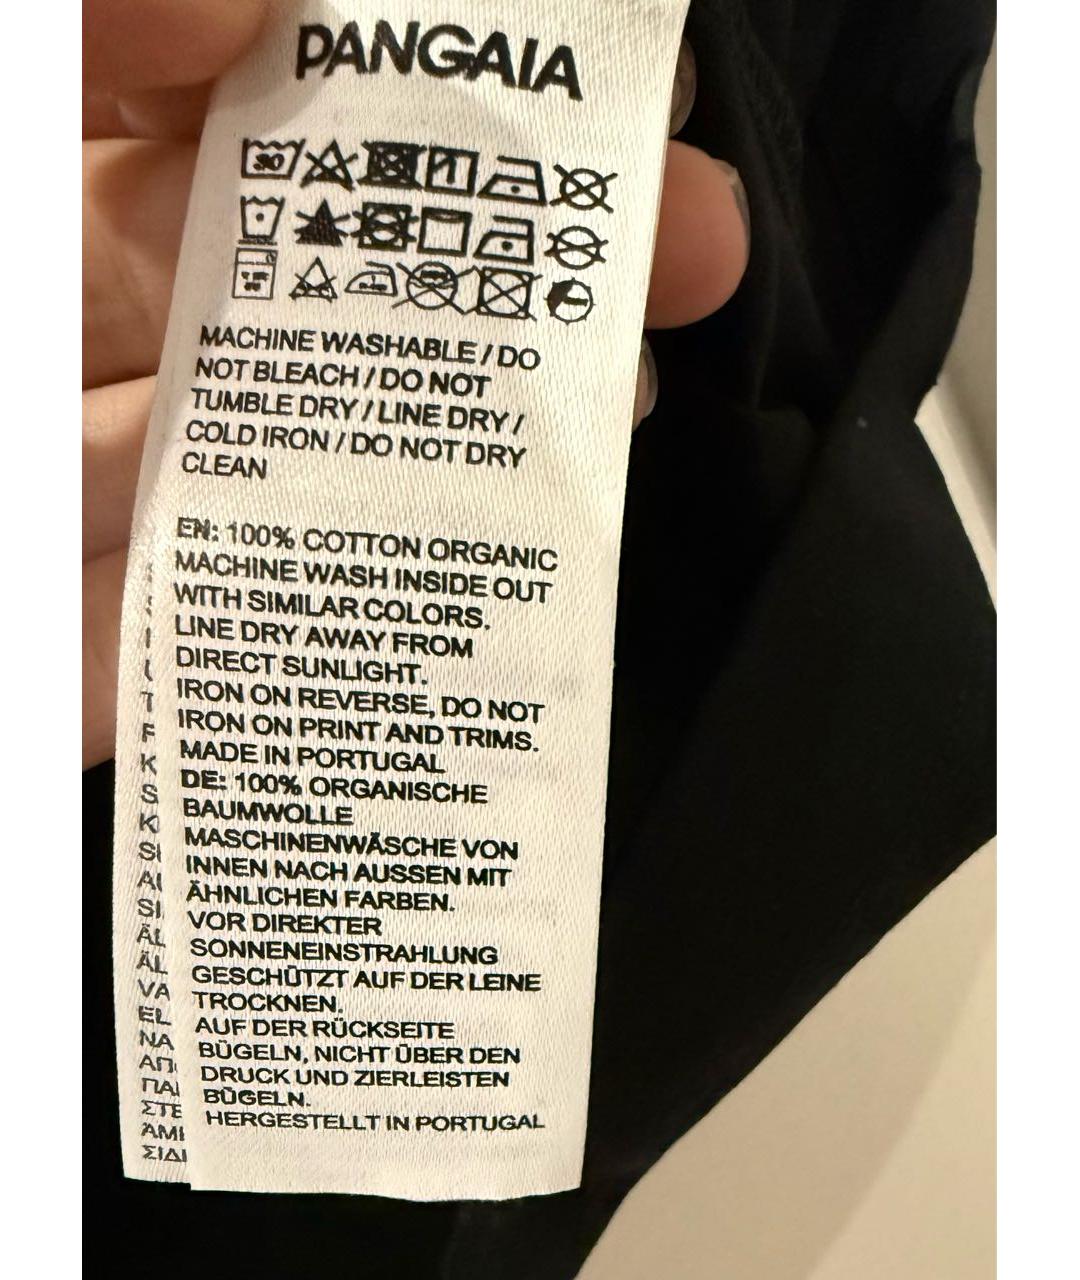 PANGAIA
30
MACHINE WASHABLE / DO
NOT BLEACH / DO NOT
TUMBLE DRY / LINE DRY /
COLD IRON / DO NOT DRY
CLEAN
EN: 100% COTTON ORGANIC
MACHINE WASH INSIDE OUT
WITH SIMILAR COLORS.
LINE DRY AWAY FROM
DIRECT SUNLIGHT.
IRON ON REVERSE, DO NOT
IRON ON PRINT AND TRIMS.
MADE IN PORTUGAL
DE: 100% ORGANISCHE
BAUMWOLLE
MASCHINENWÄSCHE VON
INNEN NACH AUSSEN MIT
ÄHNLICHEN FARBEN.
VOR DIREKTER
SONNENEINSTRAHLUNG
GESCHÜTZT AUF DER LEINE
TROCKNEN.
AUF DER RÜCKSEITE
BÜGELN, NICHT ÜBER DEN
DRUCK UND ZIERLEISTEN
BÜGELN.
HERGESTELLT IN PORTUGAL